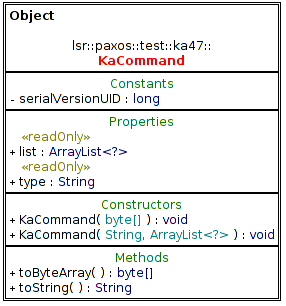 Object
lsr::paxos::test::ka47::
KaCommand
Constants
- serialVersionUID : long
Properties
«readOnly»
+ list : ArrayList<?>
«readOnly»
+ type : String
Constructors
+ KaCommand( byte[] ) : void
+ KaCommand( String, ArrayList<?> ) : void
Methods
+ toByteArray( ) : byte[]
+ toString( ) : String